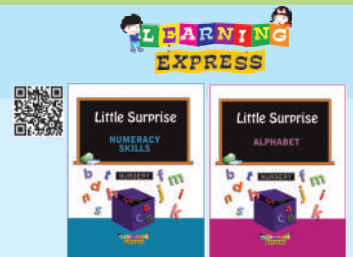 LEARNING
EXPRESS
Little Surprise
NUMERACY
SKILLS
NURSERY
b t f m
d h i
n j
s k
Little Surprise
ALPHABET
NURSERY
b t f m
d h i
n j
s k